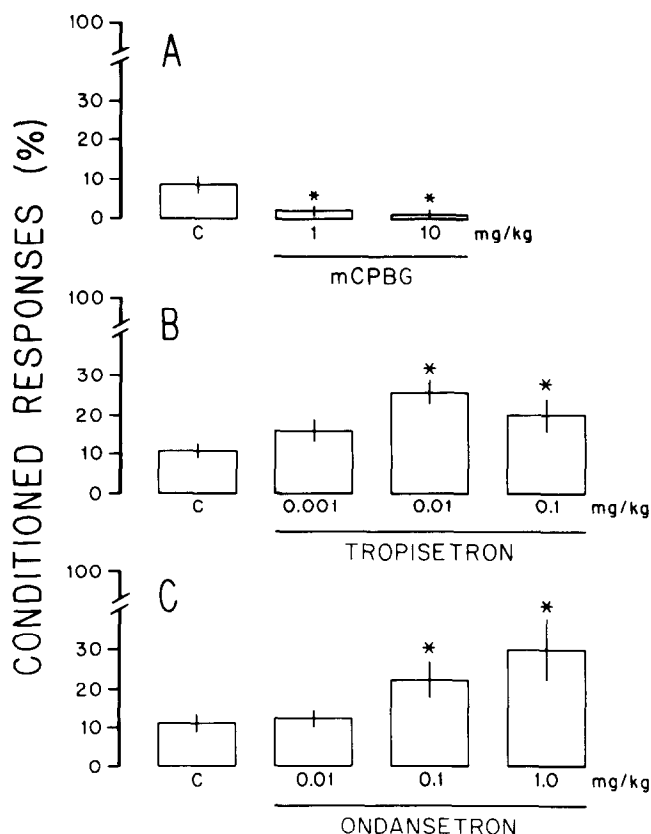 CONDITIONED RESPONSES (%)
A
100
30
20
10
0
* *
C 1 10 mg/kg
mCPBG
B
100
30
20
10
0
* *
C 0.001 0.01 0.1 mg/kg
TROPISETRON
C
100
30
20
10
0
* *
C 0.01 0.1 1.0 mg/kg
ONDANSETRON